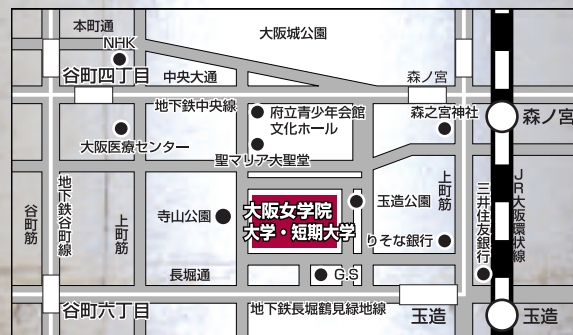 本町通
NHK
大阪城公園
谷町四丁目
中央大通
森ノ宮
地下鉄中央線
府立青少年会館
文化ホール
森之宮神社
森ノ宮
大阪医療センター
聖マリア大聖堂
谷町筋
地下鉄谷町線
上町筋
寺山公園
大阪女学院
大学・短期大学
玉造公園
上町筋
三井住友銀行
JR大阪環状線
りそな銀行
長堀通
G.S
谷町六丁目
地下鉄長堀鶴見緑地線
玉造
玉造